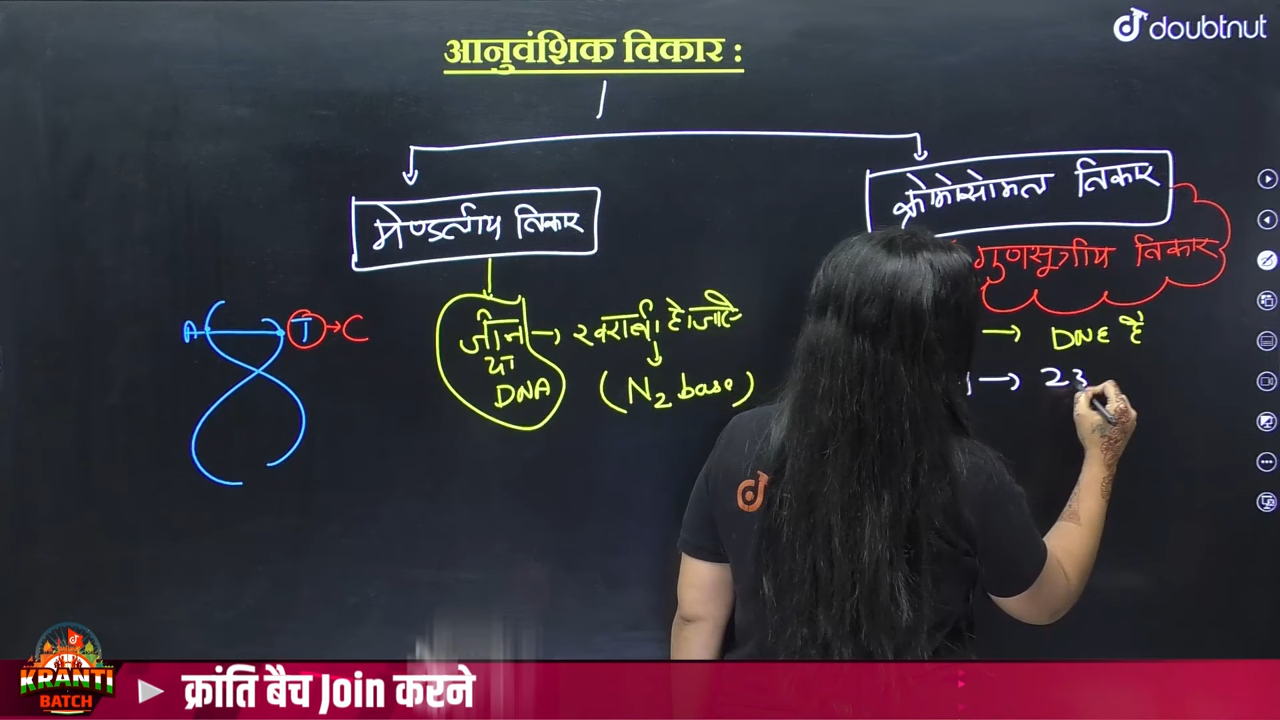 doubtnut
आनुवंशिक विकार :
क्रोमोसोमल विकार
मेण्डलीय विकार
गुणसूत्रीय विकार
A T → C
जीन → खराबी हो जाते
या
DNA
(N2 base)
→ DNE है
→ 23
KRANTI
BATCH
क्रांति बैच Join करने